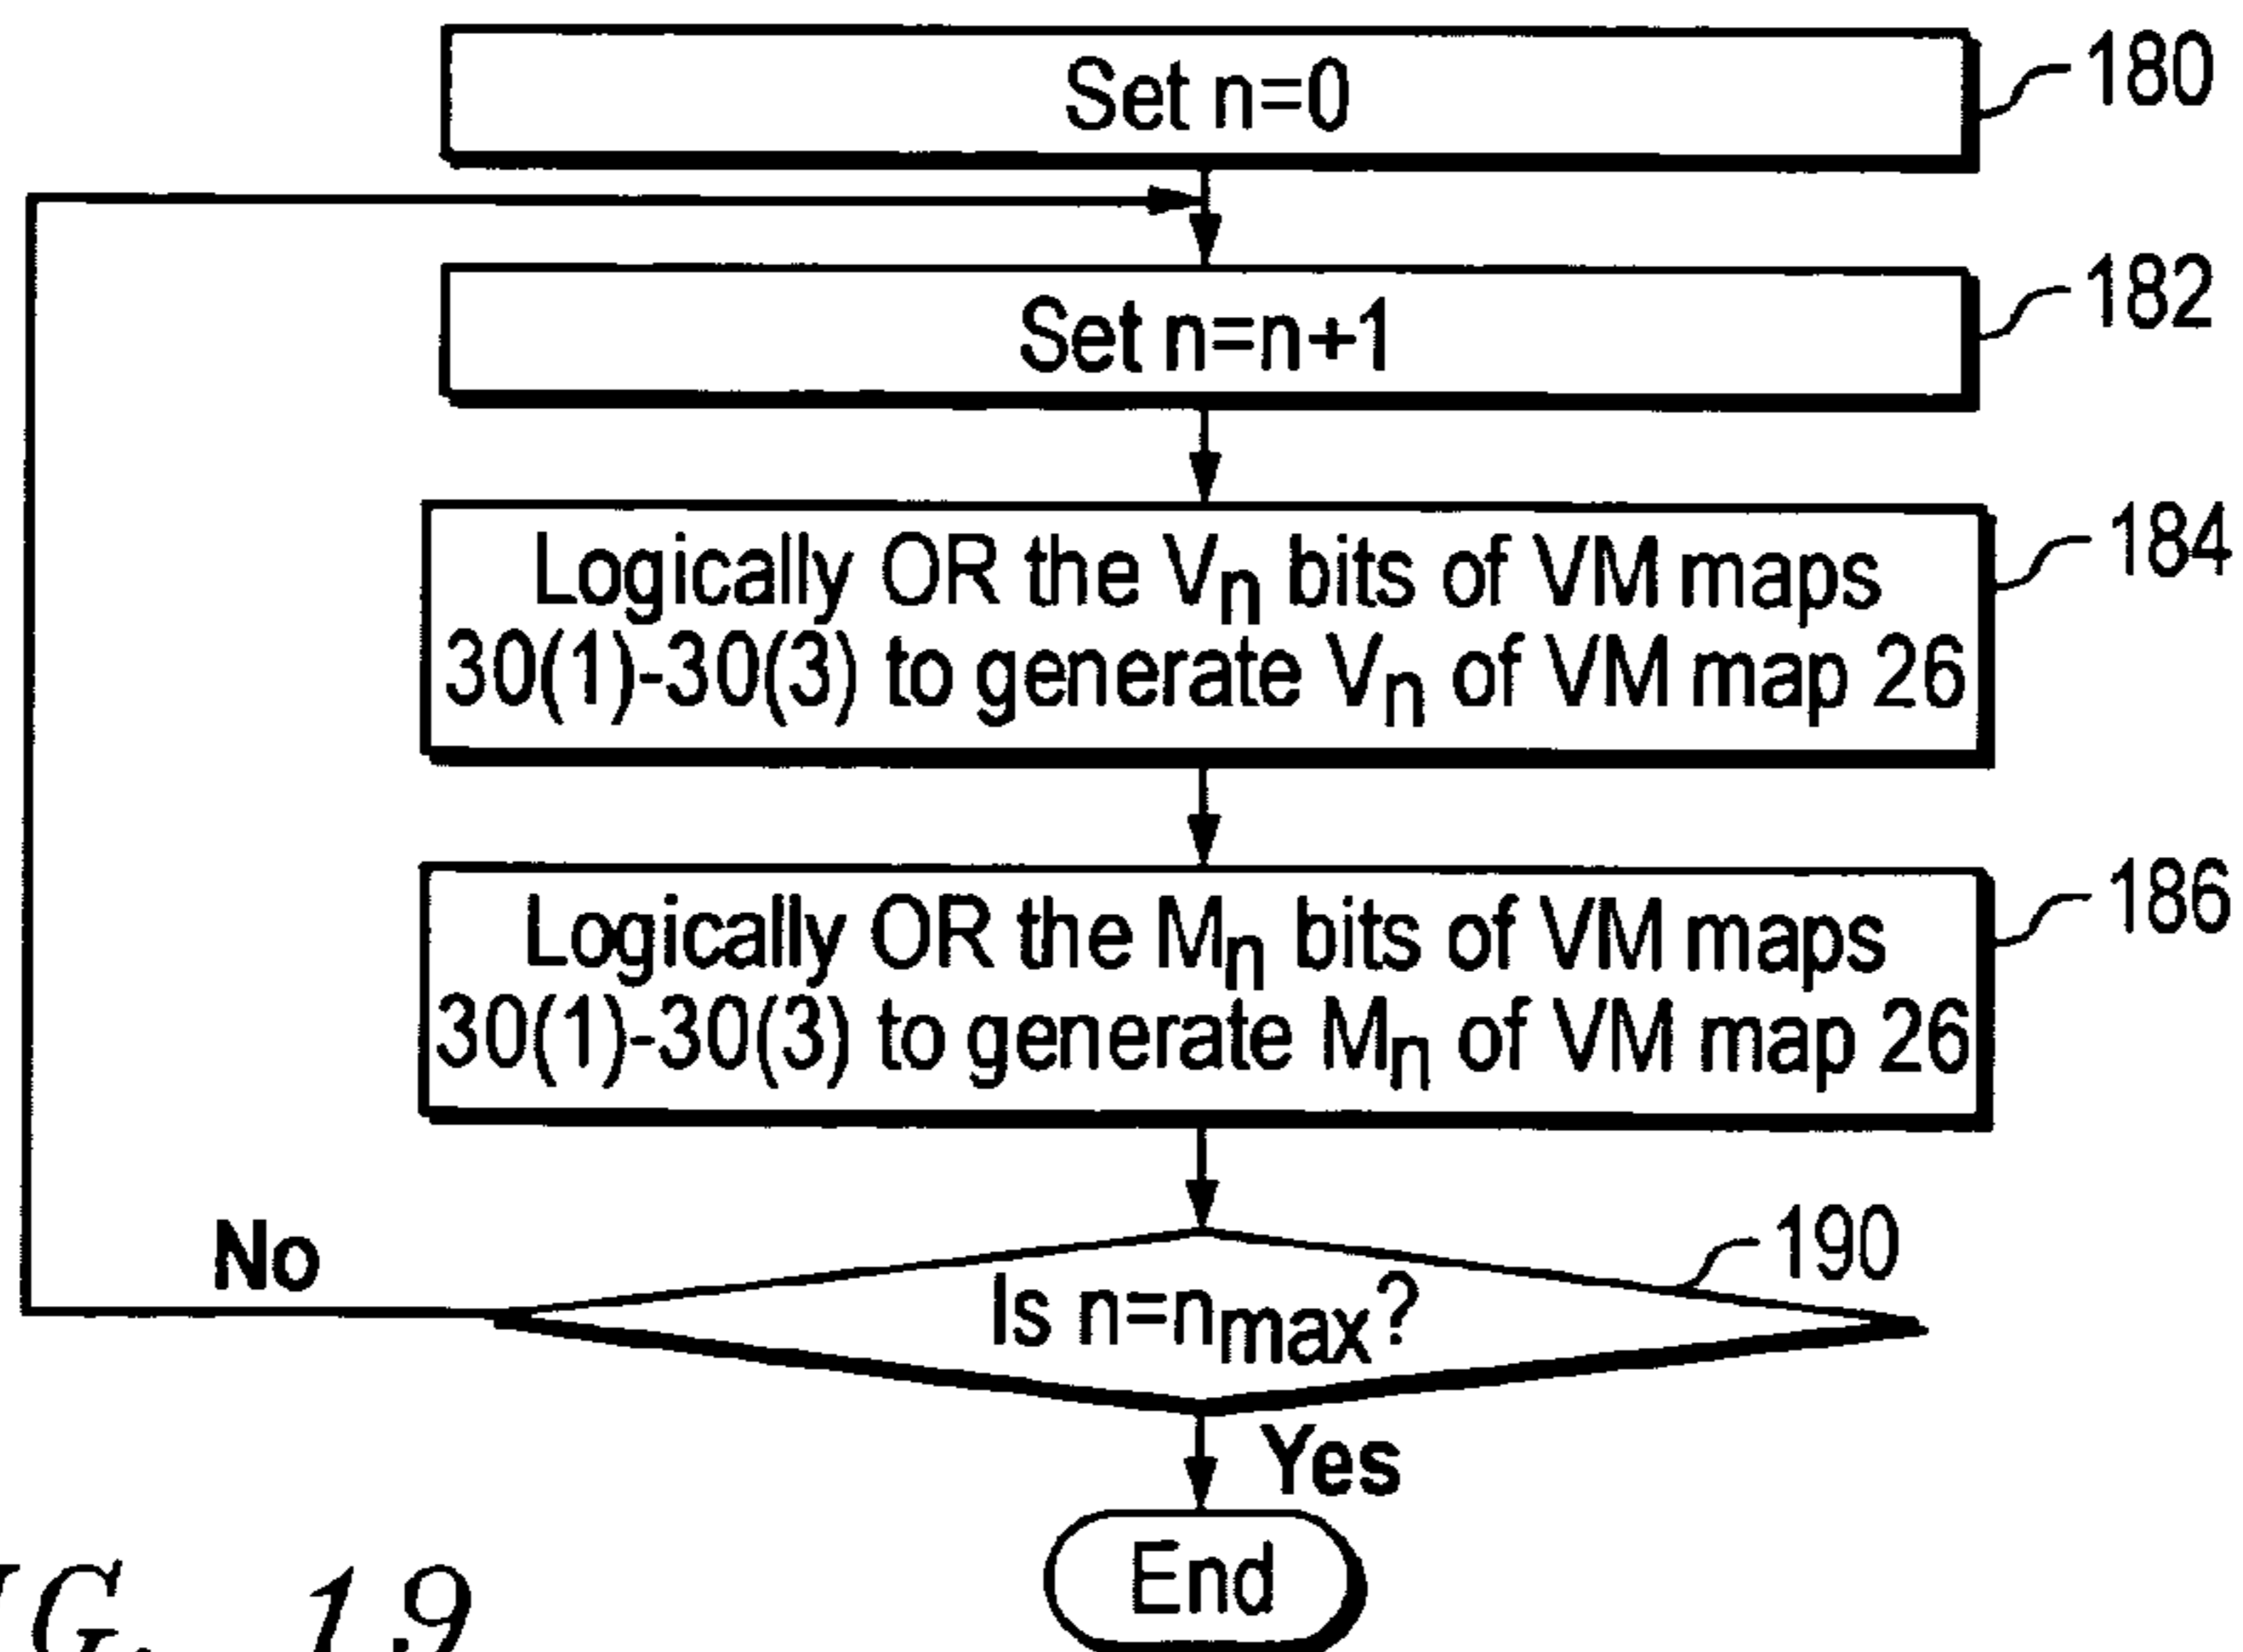 Set n=0
180
Set n=n+1
182
Logically OR the Vn bits of VM maps
30(1)-30(3) to generate Vn of VM map 26
184
Logically OR the Mn bits of VM maps
30(1)-30(3) to generate Mn of VM map 26
186
190
No
Is n=nmax?
Yes
End
G. 19